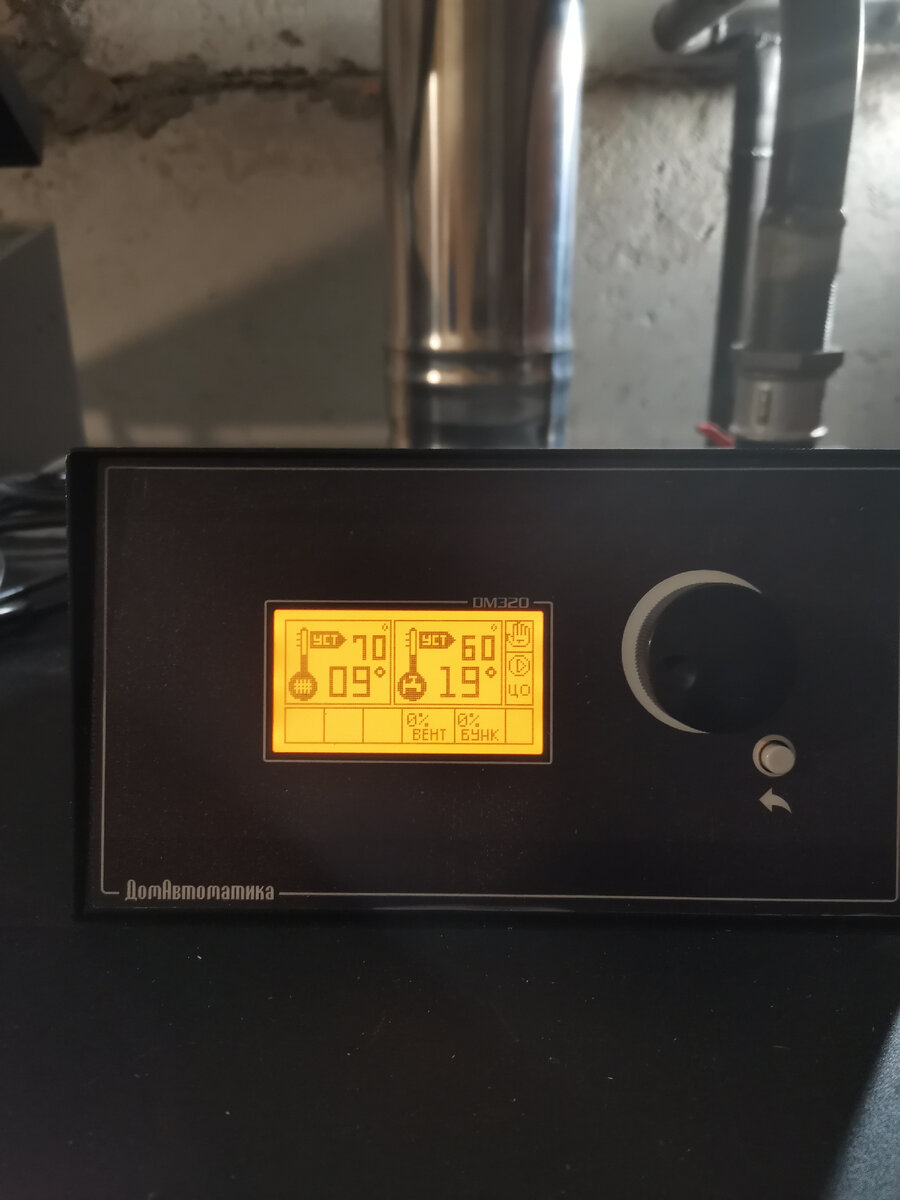 DM320
УСТ 70° УСТ 60°
09° 19°
ЦО
0% 0%
ВЕНТ БУНК
ДомАвтоматика